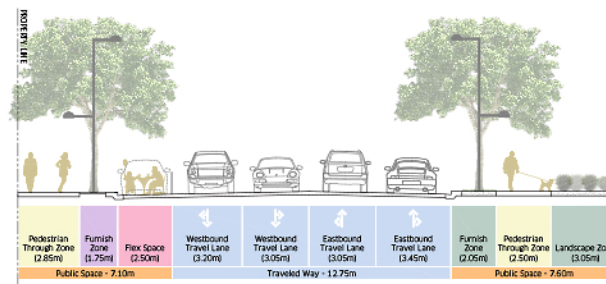 PROPERTY LINE
Pedestrian
Through Zone
(2.85m)
Furnish
Zone
(1.75m)
Flex Space
(2.50m)
Westbound
Travel Lane
(3.20m)
Westbound
Travel Lane
(3.05m)
Eastbound
Travel Lane
(3.05m)
Eastbound
Travel Lane
(3.45m)
Furnish
Zone
(2.05m)
Pedestrian
Through Zone
(2.50m)
Landscape Zo
(3.05m)
Public Space - 7.10m
Traveled Way - 12.75m
Public Space - 7.60m